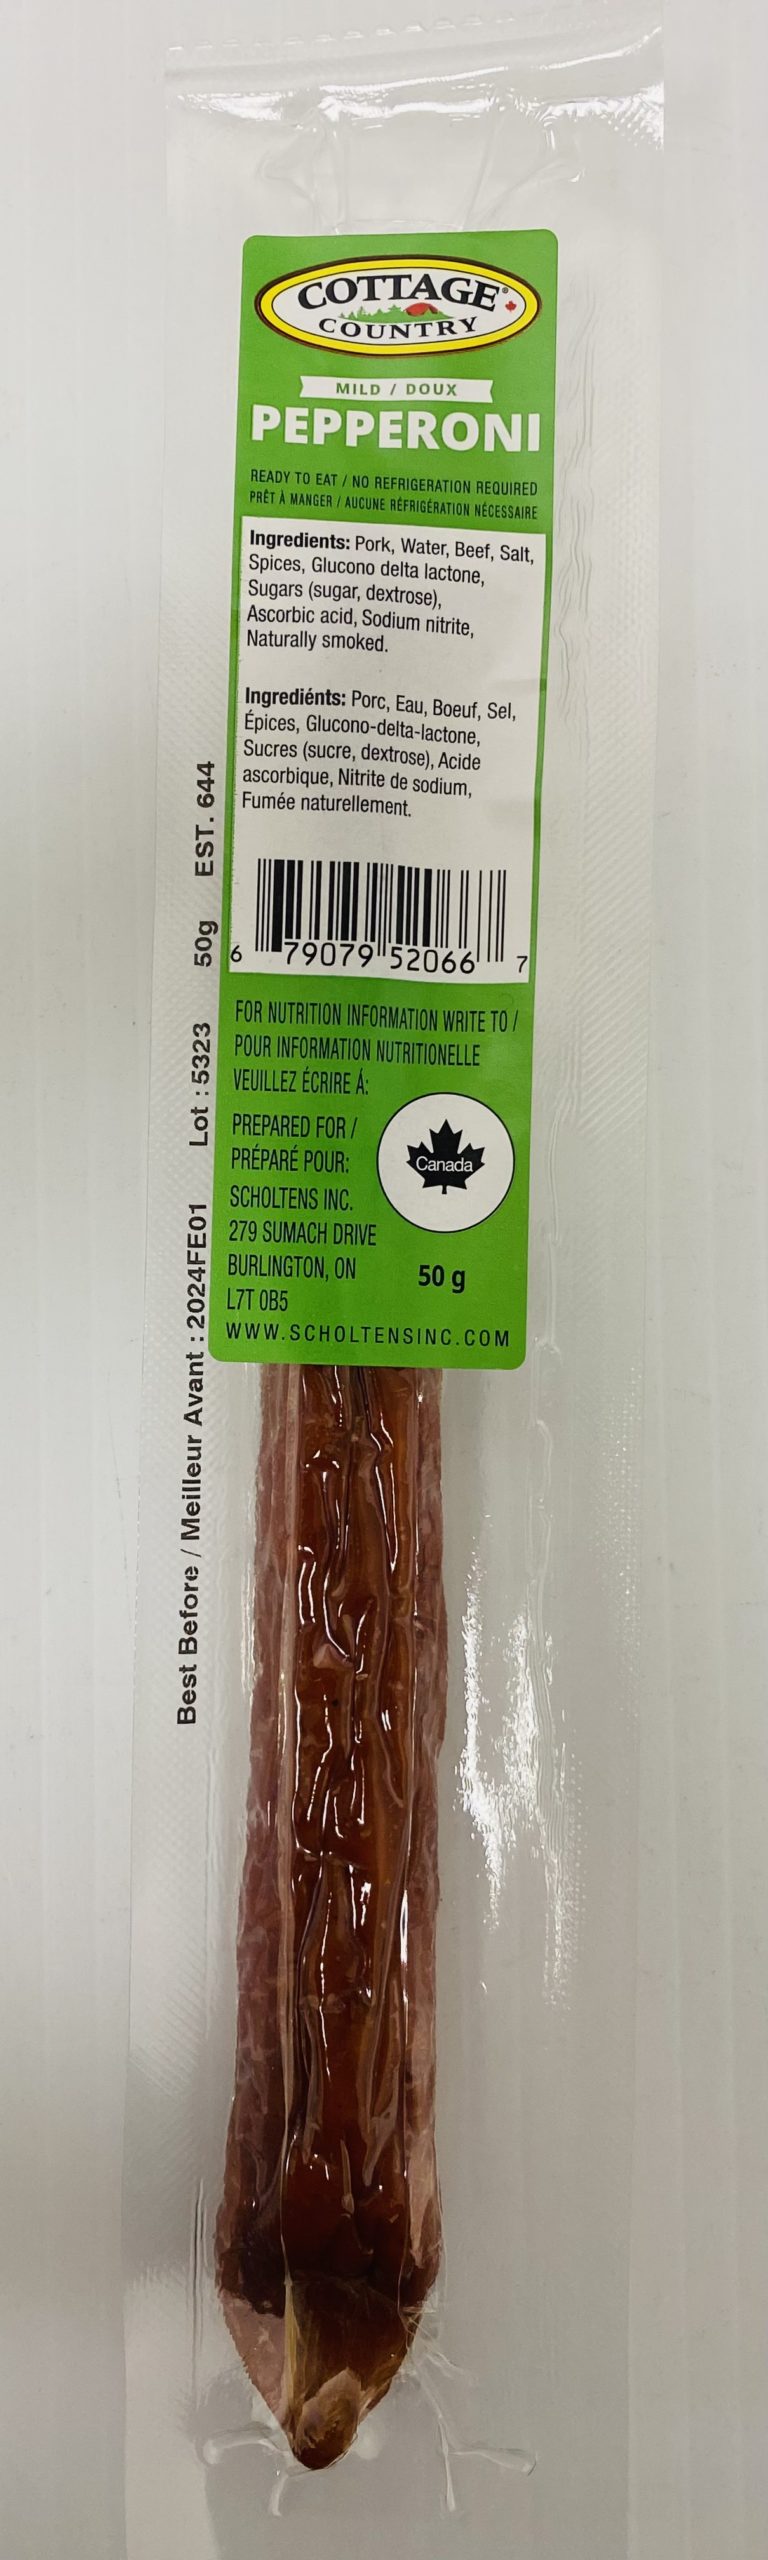 COTTAGE®
COUNTRY
MILD / DOUX
PEPPERONI
READY TO EAT / NO REFRIGERATION REQUIRED
PRÊT À MANGER / AUCUNE RÉFRIGÉRATION NÉCESSAIRE
Ingredients: Pork, Water, Beef, Salt,
Spices, Glucono delta lactone,
Sugars (sugar, dextrose),
Ascorbic acid, Sodium nitrite,
Naturally smoked.
Ingrediénts: Porc, Eau, Boeuf, Sel,
Épices, Glucono-delta-lactone,
Sucres (sucre, dextrose), Acide
ascorbique, Nitrite de sodium,
Fumée naturellement.
6 79079 52066 7
FOR NUTRITION INFORMATION WRITE TO /
POUR INFORMATION NUTRITIONELLE
VEUILLEZ ÉCRIRE Á:
PREPARED FOR /
PRÉPARÉ POUR:
SCHOLTENS INC.
279 SUMACH DRIVE
BURLINGTON, ON
L7T 0B5
Canada
50 g
WWW.SCHOLTENSINC.COM
Best Before / Meilleur Avant : 2024FE01 Lot : 5323 50g EST. 644